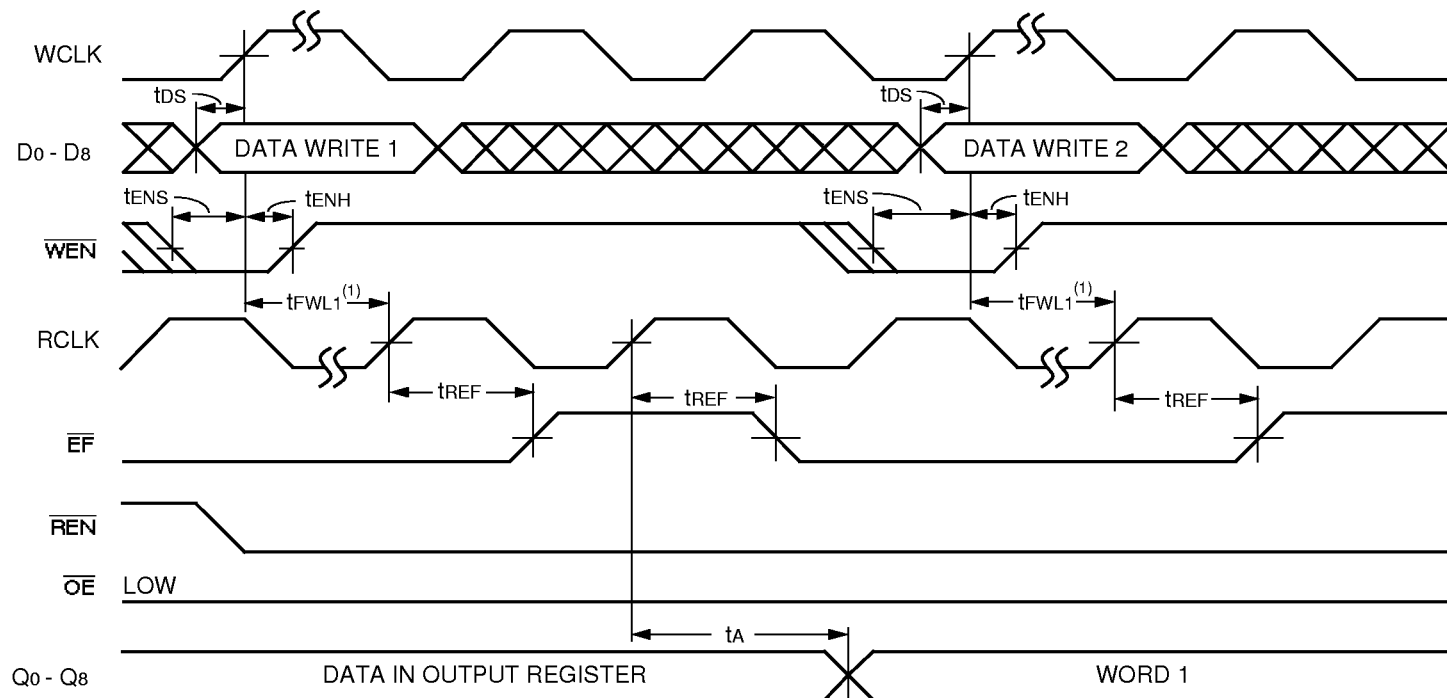 WCLK
tDS
tDS
D0 - D8
DATA WRITE 1
DATA WRITE 2
tENS
tENH
tENS
tENH
WEN
tFWL1(1)
tFWL1(1)
RCLK
tREF
tREF
tREF
EF
REN
OE
LOW
tA
Q0 - Q8
DATA IN OUTPUT REGISTER
WORD 1